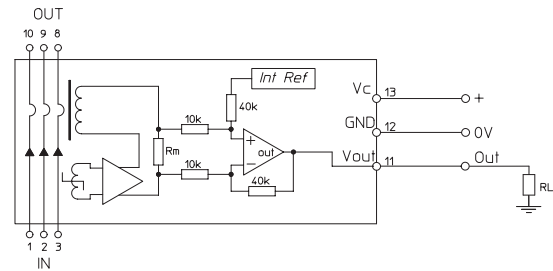 OUT
10 9 8
Int Ref
Vc 13 +
40k
10k
GND 12 0V
Rm
+
out
Vout 11 Out
10k
−
40k
RL
1 2 3
IN